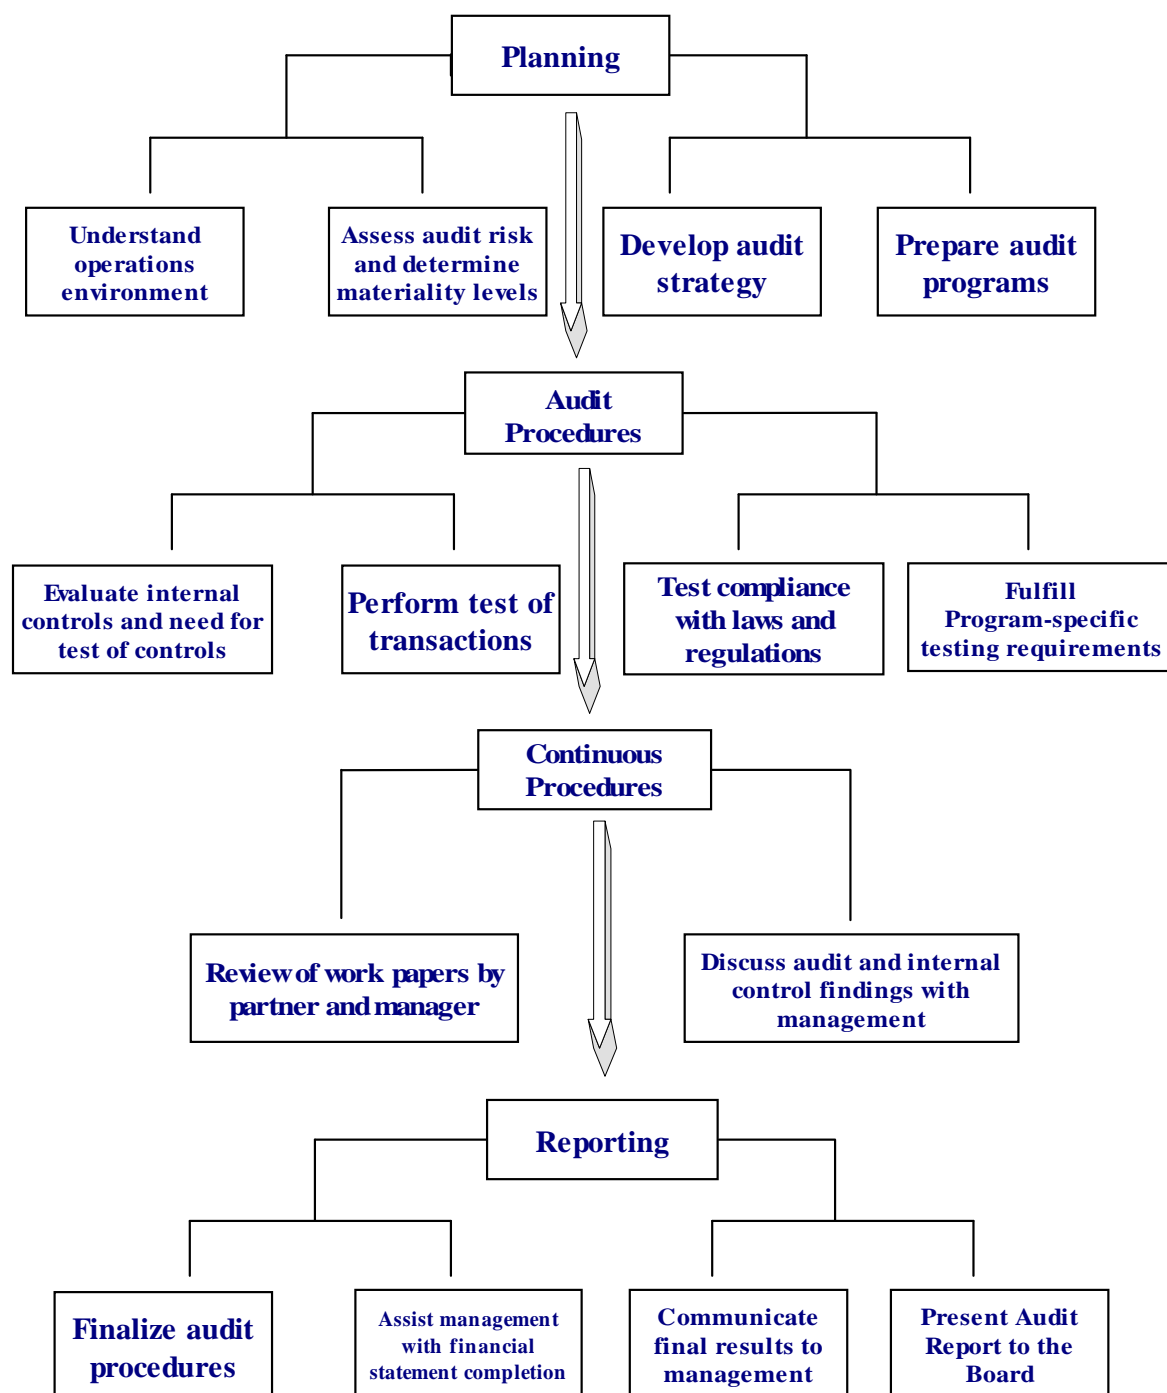 Planning
Understand
operations
environment
Assess audit risk
and determine
materiality levels
Develop audit
strategy
Prepare audit
programs
Audit
Procedures
Evaluate internal
controls and need for
test of controls
Perform test of
transactions
Test compliance
with laws and
regulations
Fulfill
Program-specific
testing requirements
Continuous
Procedures
Review of work papers by
partner and manager
Discuss audit and internal
control findings with
management
Reporting
Finalize audit
procedures
Assist management
with financial
statement completion
Communicate
final results to
management
Present Audit
Report to the
Board